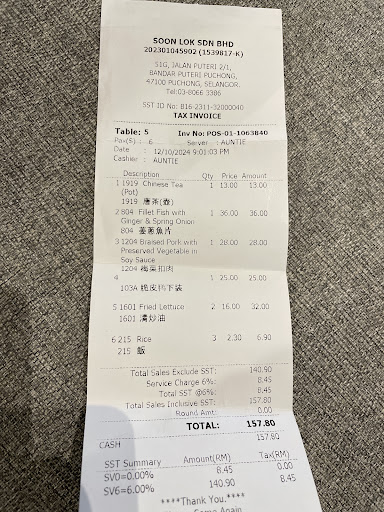 SOON LOK SDN BHD
202301045902 (1539817-K)
51G, JALAN PUTERI 2/1,
BANDAR PUTERI PUCHONG,
47100 PUCHONG, SELANGOR.
Tel:03-8066 3386
SST ID No: B16-2311-32000040
TAX INVOICE
Table: 5 Inv No: POS-01-1063840
Pax(s) : 6 Server : AUNTIE
Date : 12/10/2024 9:01:03 PM
Cashier : AUNTIE
Description Qty Price Amount
1 1919 Chinese Tea 1 13.00 13.00
(Pot)
1919 唐茶(壶)
2 804 Fillet Fish with 1 36.00 36.00
Ginger & Spring Onion
804 姜葱魚片
3 1204 Braised Pork with 1 28.00 28.00
Preserved Vegetable in
Soy Sauce
1204 梅菜扣肉
4 1 25.00 25.00
103A 脆皮鸭下装
5 1601 Fried Lettuce 2 16.00 32.00
1601 清炒油
6 215 Rice 3 2.30 6.90
215 飯
Total Sales Exclude SST: 140.90
Service Charge 6%: 8.45
Total SST @6%: 8.45
Total Sales Inclusive SST: 157.80
Round Amt: 0.00
TOTAL: 157.80
CASH 157.80
SST Summary Amount(RM) Tax(RM)
SV0=0.00% 8.45 0.00
SV6=6.00% 140.90 8.45
****Thank You.****
Come Again